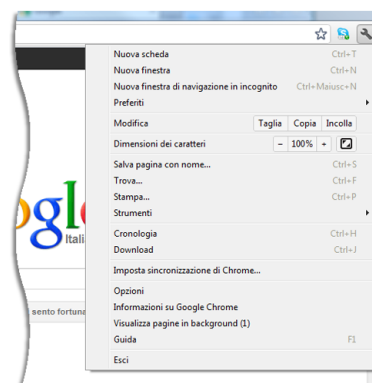 Nuova scheda Ctrl+T
Nuova finestra Ctrl+N
Nuova finestra di navigazione in incognito Ctrl+Maiusc+N
Preferiti
Modifica Taglia Copia Incolla
Dimensioni dei caratteri - 100% +
Salva pagina con nome... Ctrl+S
Trova... Ctrl+F
Stampa... Ctrl+P
Strumenti
Cronologia Ctrl+H
Download Ctrl+J
Imposta sincronizzazione di Chrome...
Opzioni
Informazioni su Google Chrome
Visualizza pagine in background (1)
Guida F1
Esci
ogl
Itali
sento fortuna